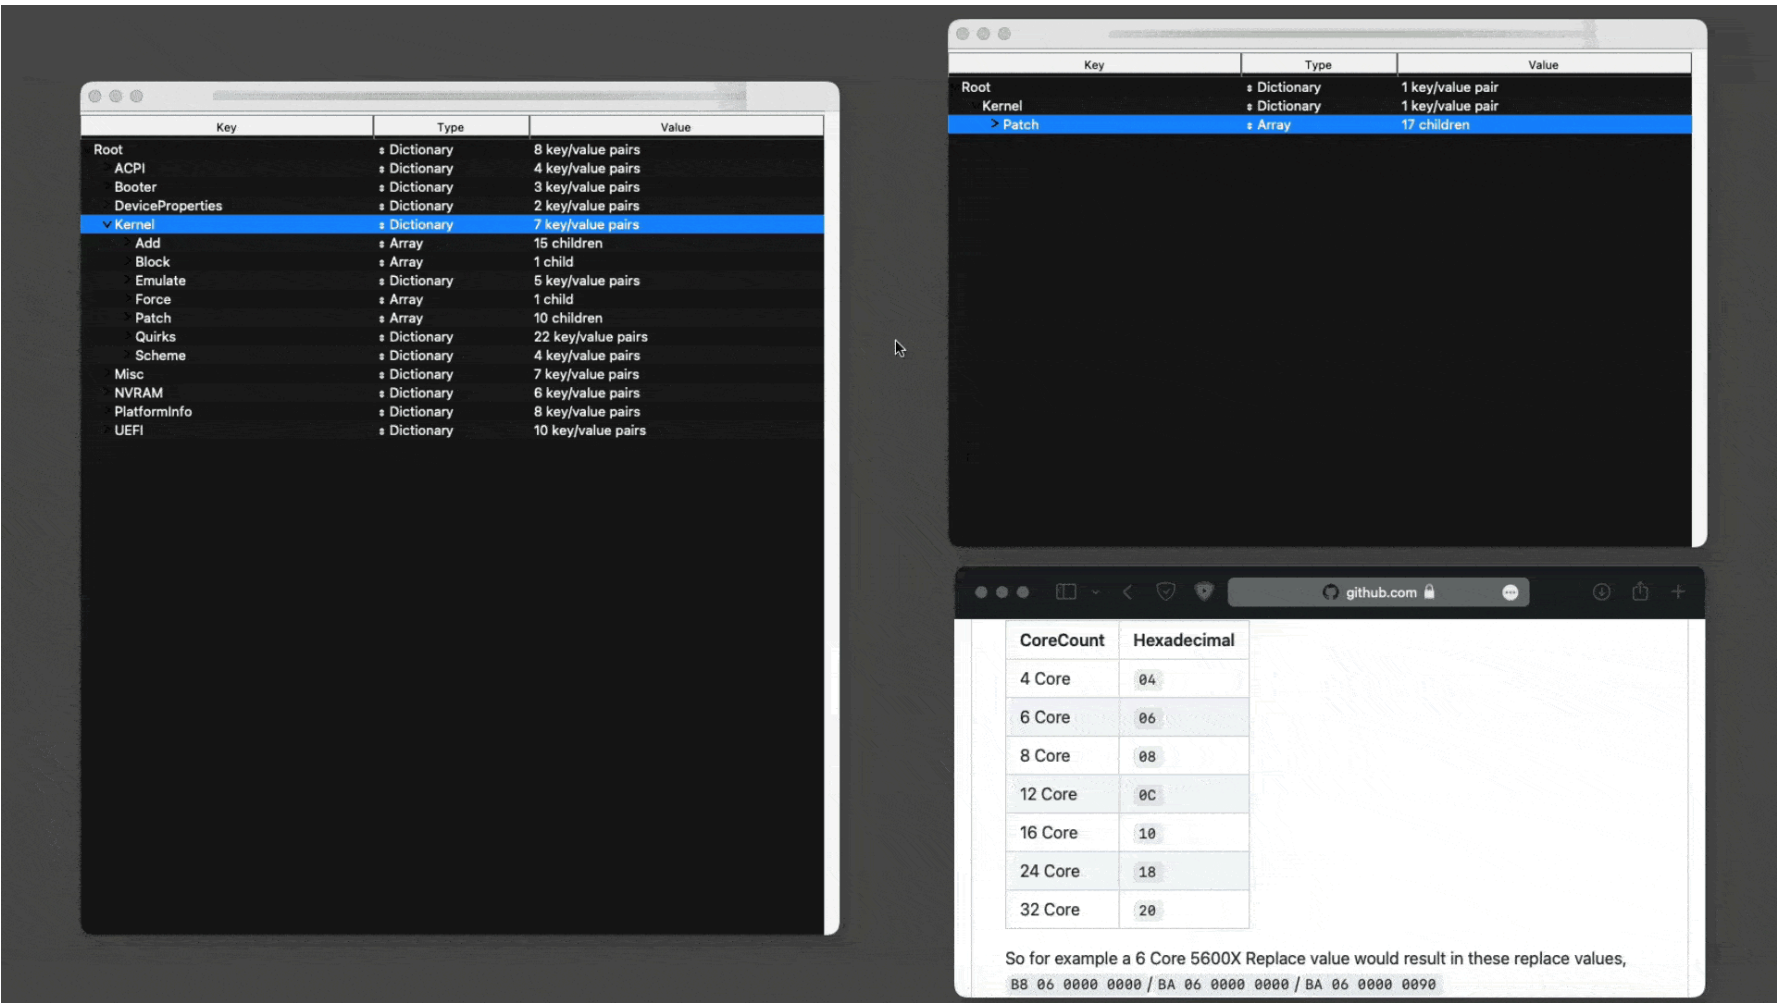 Key Type Value
Root Dictionary 8 key/value pairs
ACPI Dictionary 4 key/value pairs
Booter Dictionary 3 key/value pairs
DeviceProperties Dictionary 2 key/value pairs
Kernel Dictionary 7 key/value pairs
Add Array 15 children
Block Array 1 child
Emulate Dictionary 5 key/value pairs
Force Array 1 child
Patch Array 10 children
Quirks Dictionary 22 key/value pairs
Scheme Dictionary 4 key/value pairs
Misc Dictionary 7 key/value pairs
NVRAM Dictionary 6 key/value pairs
PlatformInfo Dictionary 8 key/value pairs
UEFI Dictionary 10 key/value pairs
Key Type Value
Root Dictionary 1 key/value pair
Kernel Dictionary 1 key/value pair
Patch Array 17 children
github.com
CoreCount Hexadecimal
4 Core 04
6 Core 06
8 Core 08
12 Core 0C
16 Core 10
24 Core 18
32 Core 20
So for example a 6 Core 5600X Replace value would result in these replace values,
B8 06 0000 0000 / BA 06 0000 0000 / BA 06 0000 0090